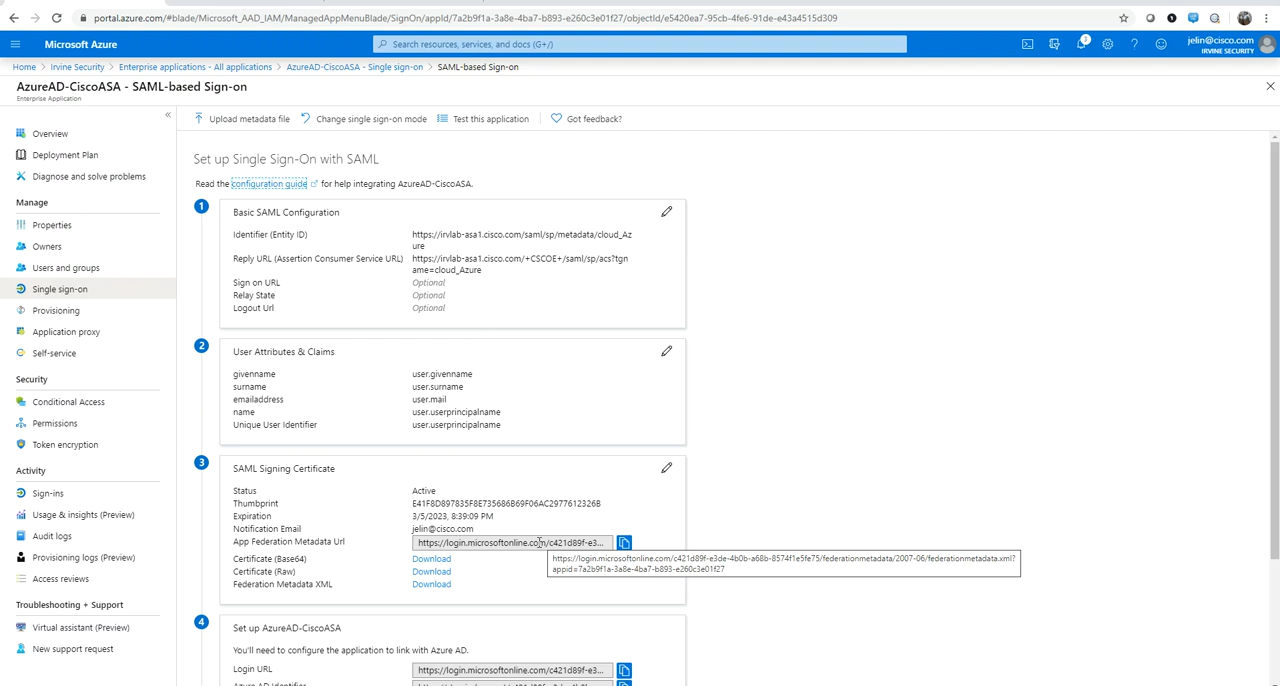 portal.azure.com/#blade/Microsoft_AAD_IAM/ManagedAppMenuBlade/SignOn/appId/7a2b9f1a-3a8e-4ba7-b893-e260c3e01f27/objectId/e5420ea7-95cb-4fe6-91de-e43a4515d309
Microsoft Azure
Search resources, services, and docs (G+/)
jelin@cisco.com
IRVINE SECURITY
Home > Irvine Security > Enterprise applications - All applications > AzureAD-CiscoASA - Single sign-on > SAML-based Sign-on
AzureAD-CiscoASA - SAML-based Sign-on
Enterprise Application
Overview
Deployment Plan
Diagnose and solve problems
Manage
Properties
Owners
Users and groups
Single sign-on
Provisioning
Application proxy
Self-service
Security
Conditional Access
Permissions
Token encryption
Activity
Sign-ins
Usage & insights (Preview)
Audit logs
Provisioning logs (Preview)
Access reviews
Troubleshooting + Support
Virtual assistant (Preview)
New support request
Upload metadata file Change single sign-on mode Test this application Got feedback?
Set up Single Sign-On with SAML
Read the configuration guide for help integrating AzureAD-CiscoASA.
1
Basic SAML Configuration
Identifier (Entity ID) https://irvlab-asa1.cisco.com/saml/sp/metadata/cloud_Az
ure
Reply URL (Assertion Consumer Service URL) https://irvlab-asa1.cisco.com/+CSCOE+/saml/sp/acs?tgn
ame=cloud_Azure
Sign on URL Optional
Relay State Optional
Logout Url Optional
2
User Attributes & Claims
givenname user.givenname
surname user.surname
emailaddress user.mail
name user.userprincipalname
Unique User Identifier user.userprincipalname
3
SAML Signing Certificate
Status Active
Thumbprint E41F8D897835F8E735686B69F06AC2977612326B
Expiration 3/5/2023, 8:39:09 PM
Notification Email jelin@cisco.com
App Federation Metadata Url https://login.microsoftonline.com/c421d89f-e3...
Certificate (Base64) Download
Certificate (Raw) Download
Federation Metadata XML Download
https://login.microsoftonline.com/c421d89f-e3de-4b0b-a68b-8574f1e5fe75/federationmetadata/2007-06/federationmetadata.xml?
appid=7a2b9f1a-3a8e-4ba7-b893-e260c3e01f27
4
Set up AzureAD-CiscoASA
You'll need to configure the application to link with Azure AD.
Login URL https://login.microsoftonline.com/c421d89f-e3...
Azure AD Identifier